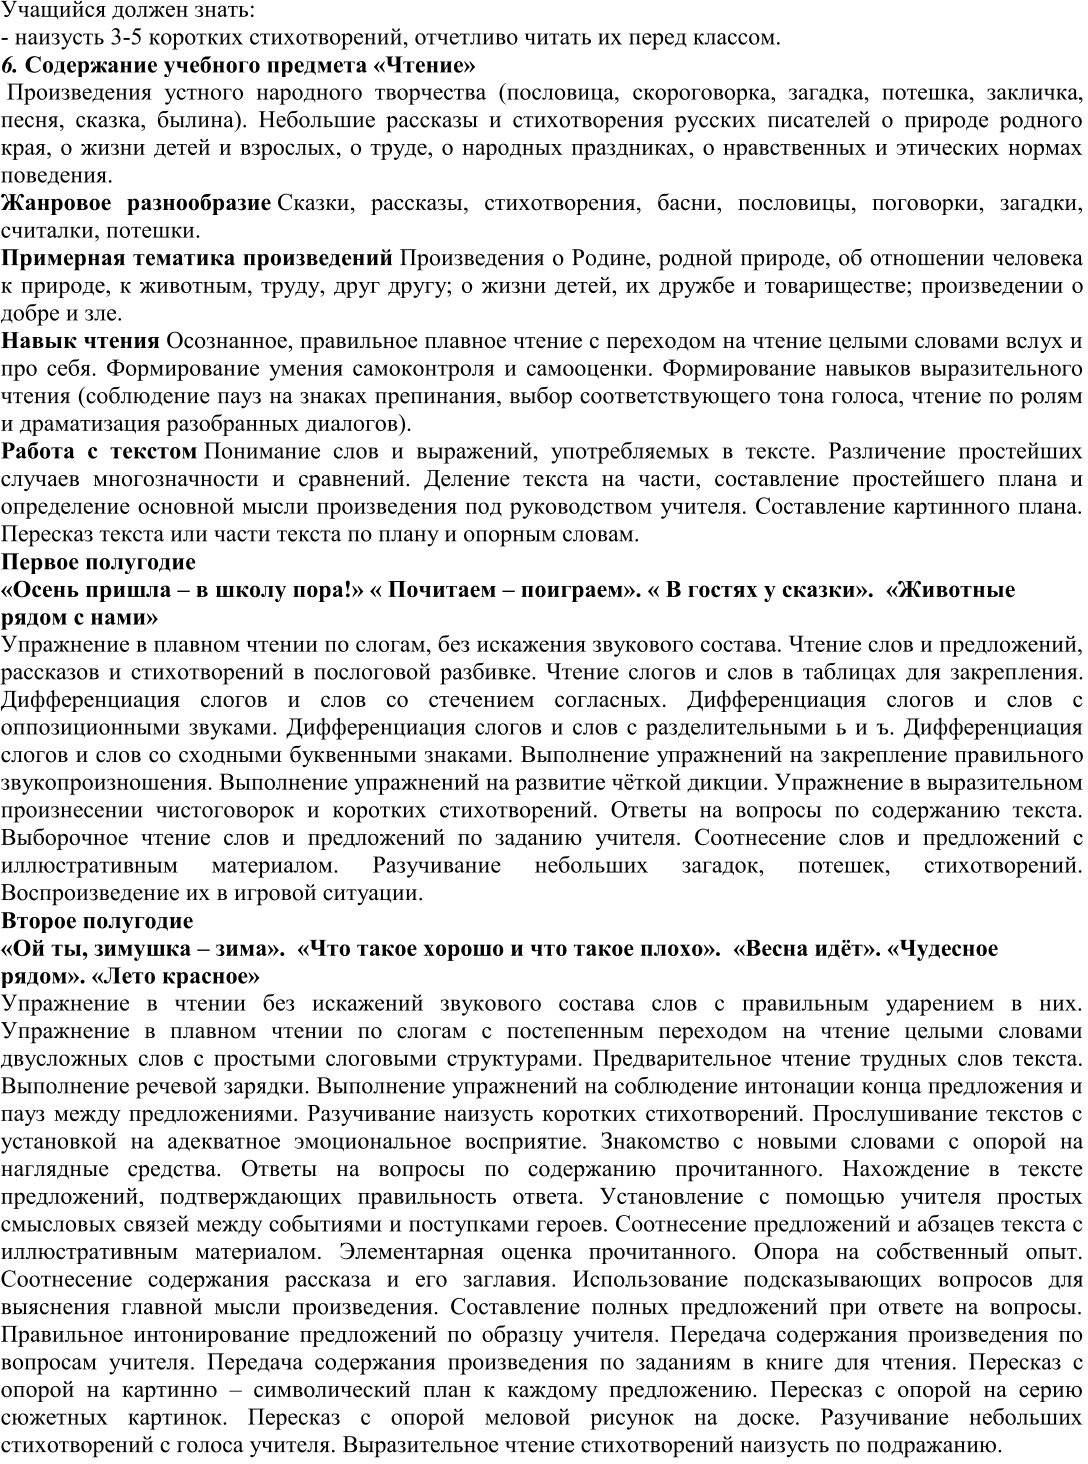 Учащийся должен знать:
- наизусть 3-5 коротких стихотворений, отчетливо читать их перед классом.
6. Содержание учебного предмета «Чтение»
Произведения устного народного творчества (пословица, скороговорка, загадка, потешка, закличка,
песня, сказка, былина). Небольшие рассказы и стихотворения русских писателей о природе родного
края, о жизни детей и взрослых, о труде, о народных праздниках, о нравственных и этических нормах
поведения.
Жанровое разнообразие Сказки, рассказы, стихотворения, басни, пословицы, поговорки, загадки,
считалки, потешки.
Примерная тематика произведений Произведения о Родине, родной природе, об отношении человека
к природе, к животным, труду, друг другу; о жизни детей, их дружбе и товариществе; произведении о
добре и зле.
Навык чтения Осознанное, правильное плавное чтение с переходом на чтение целыми словами вслух и
про себя. Формирование умения самоконтроля и самооценки. Формирование навыков выразительного
чтения (соблюдение пауз на знаках препинания, выбор соответствующего тона голоса, чтение по ролям
и драматизация разобранных диалогов).
Работа с текстом Понимание слов и выражений, употребляемых в тексте. Различение простейших
случаев многозначности и сравнений. Деление текста на части, составление простейшего плана и
определение основной мысли произведения под руководством учителя. Составление картинного плана.
Пересказ текста или части текста по плану и опорным словам.
Первое полугодие
«Осень пришла – в школу пора!» « Почитаем – поиграем». « В гостях у сказки».  «Животные
рядом с нами»
Упражнение в плавном чтении по слогам, без искажения звукового состава. Чтение слов и предложений,
рассказов и стихотворений в послоговой разбивке. Чтение слогов и слов в таблицах для закрепления.
Дифференциация слогов и слов со стечением согласных. Дифференциация слогов и слов с
оппозиционными звуками. Дифференциация слогов и слов с разделительными ь и ъ. Дифференциация
слогов и слов со сходными буквенными знаками. Выполнение упражнений на закрепление правильного
звукопроизношения. Выполнение упражнений на развитие чёткой дикции. Упражнение в выразительном
произнесении чистоговорок и коротких стихотворений. Ответы на вопросы по содержанию текста.
Выборочное чтение слов и предложений по заданию учителя. Соотнесение слов и предложений с
иллюстративным материалом. Разучивание небольших загадок, потешек, стихотворений.
Воспроизведение их в игровой ситуации.
Второе полугодие
«Ой ты, зимушка – зима».  «Что такое хорошо и что такое плохо».  «Весна идёт». «Чудесное
рядом». «Лето красное»
Упражнение в чтении без искажений звукового состава слов с правильным ударением в них.
Упражнение в плавном чтении по слогам с постепенным переходом на чтение целыми словами
двусложных слов с простыми слоговыми структурами. Предварительное чтение трудных слов текста.
Выполнение речевой зарядки. Выполнение упражнений на соблюдение интонации конца предложения и
пауз между предложениями. Разучивание наизусть коротких стихотворений. Прослушивание текстов с
установкой на адекватное эмоциональное восприятие. Знакомство с новыми словами с опорой на
наглядные средства. Ответы на вопросы по содержанию прочитанного. Нахождение в тексте
предложений, подтверждающих правильность ответа. Установление с помощью учителя простых
смысловых связей между событиями и поступками героев. Соотнесение предложений и абзацев текста с
иллюстративным материалом. Элементарная оценка прочитанного. Опора на собственный опыт.
Соотнесение содержания рассказа и его заглавия. Использование подсказывающих вопросов для
выяснения главной мысли произведения. Составление полных предложений при ответе на вопросы.
Правильное интонирование предложений по образцу учителя. Передача содержания произведения по
вопросам учителя. Передача содержания произведения по заданиям в книге для чтения. Пересказ с
опорой на картинно – символический план к каждому предложению. Пересказ с опорой на серию
сюжетных картинок. Пересказ с опорой меловой рисунок на доске. Разучивание небольших
стихотворений с голоса учителя. Выразительное чтение стихотворений наизусть по подражанию.